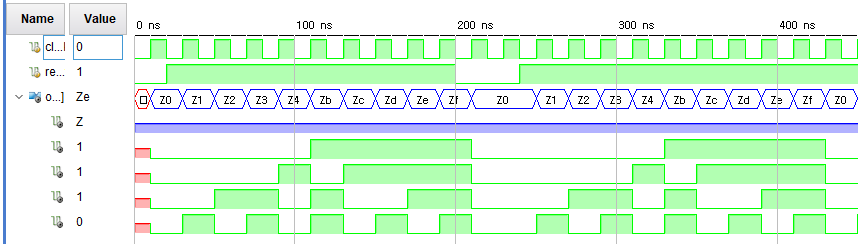 Name Value 0 ns 100 ns 200 ns 300 ns 400 ns
cl...l 0
re... 1
o...] Ze Z0 Z1 Z2 Z3 Z4 Zb Zc Zd Ze Zf Z0 Z1 Z2 Z3 Z4 Zb Zc Zd Ze Zf Z0
Z
1
1
1
0